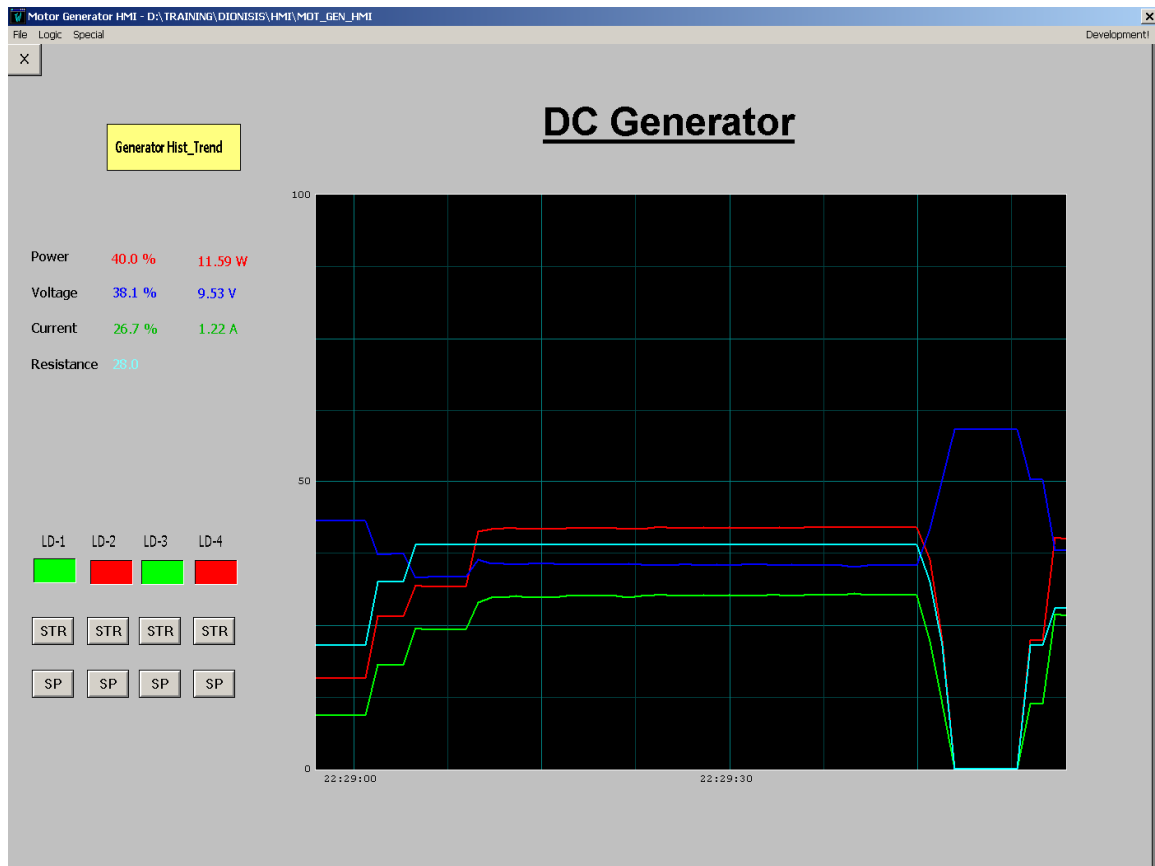 Motor Generator HMI - D:\TRAINING\DIONISIS\HMI\MOT_GEN_HMI
File Logic Special Development!
X
DC Generator
Generator Hist_Trend
100
Power 40.0 % 11.59 W
Voltage 38.1 % 9.53 V
Current 26.7 % 1.22 A
Resistance 28.0
50
LD-1 LD-2 LD-3 LD-4
STR STR STR STR
SP SP SP SP
0
22:29:00 22:29:30